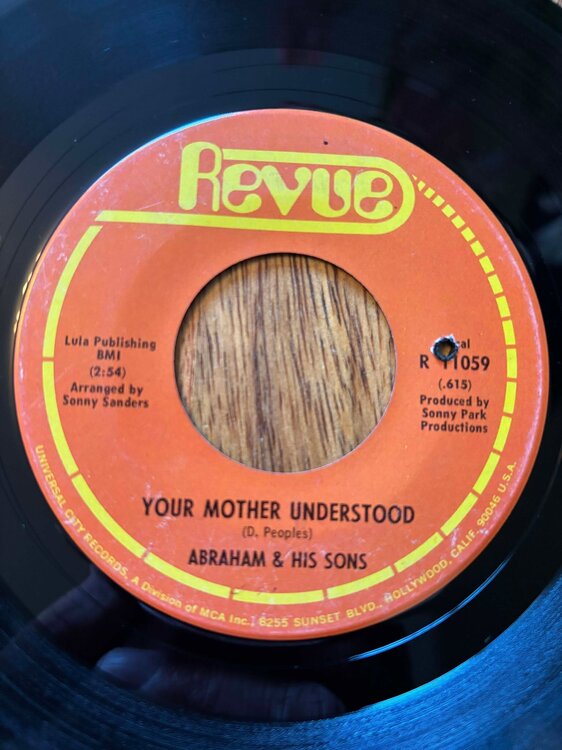 Revue
Lula Publishing
BMI
(2:54)
Arranged by
Sonny Sanders
R 11059
(.615)
Produced by
Sonny Park
Productions
YOUR MOTHER UNDERSTOOD
(D. Peoples)
ABRAHAM & HIS SONS
UNIVERSAL CITY RECORDS, A Division of MCA Inc., 8255 SUNSET BLVD., HOLLYWOOD, CALIF. 90046 U.S.A.